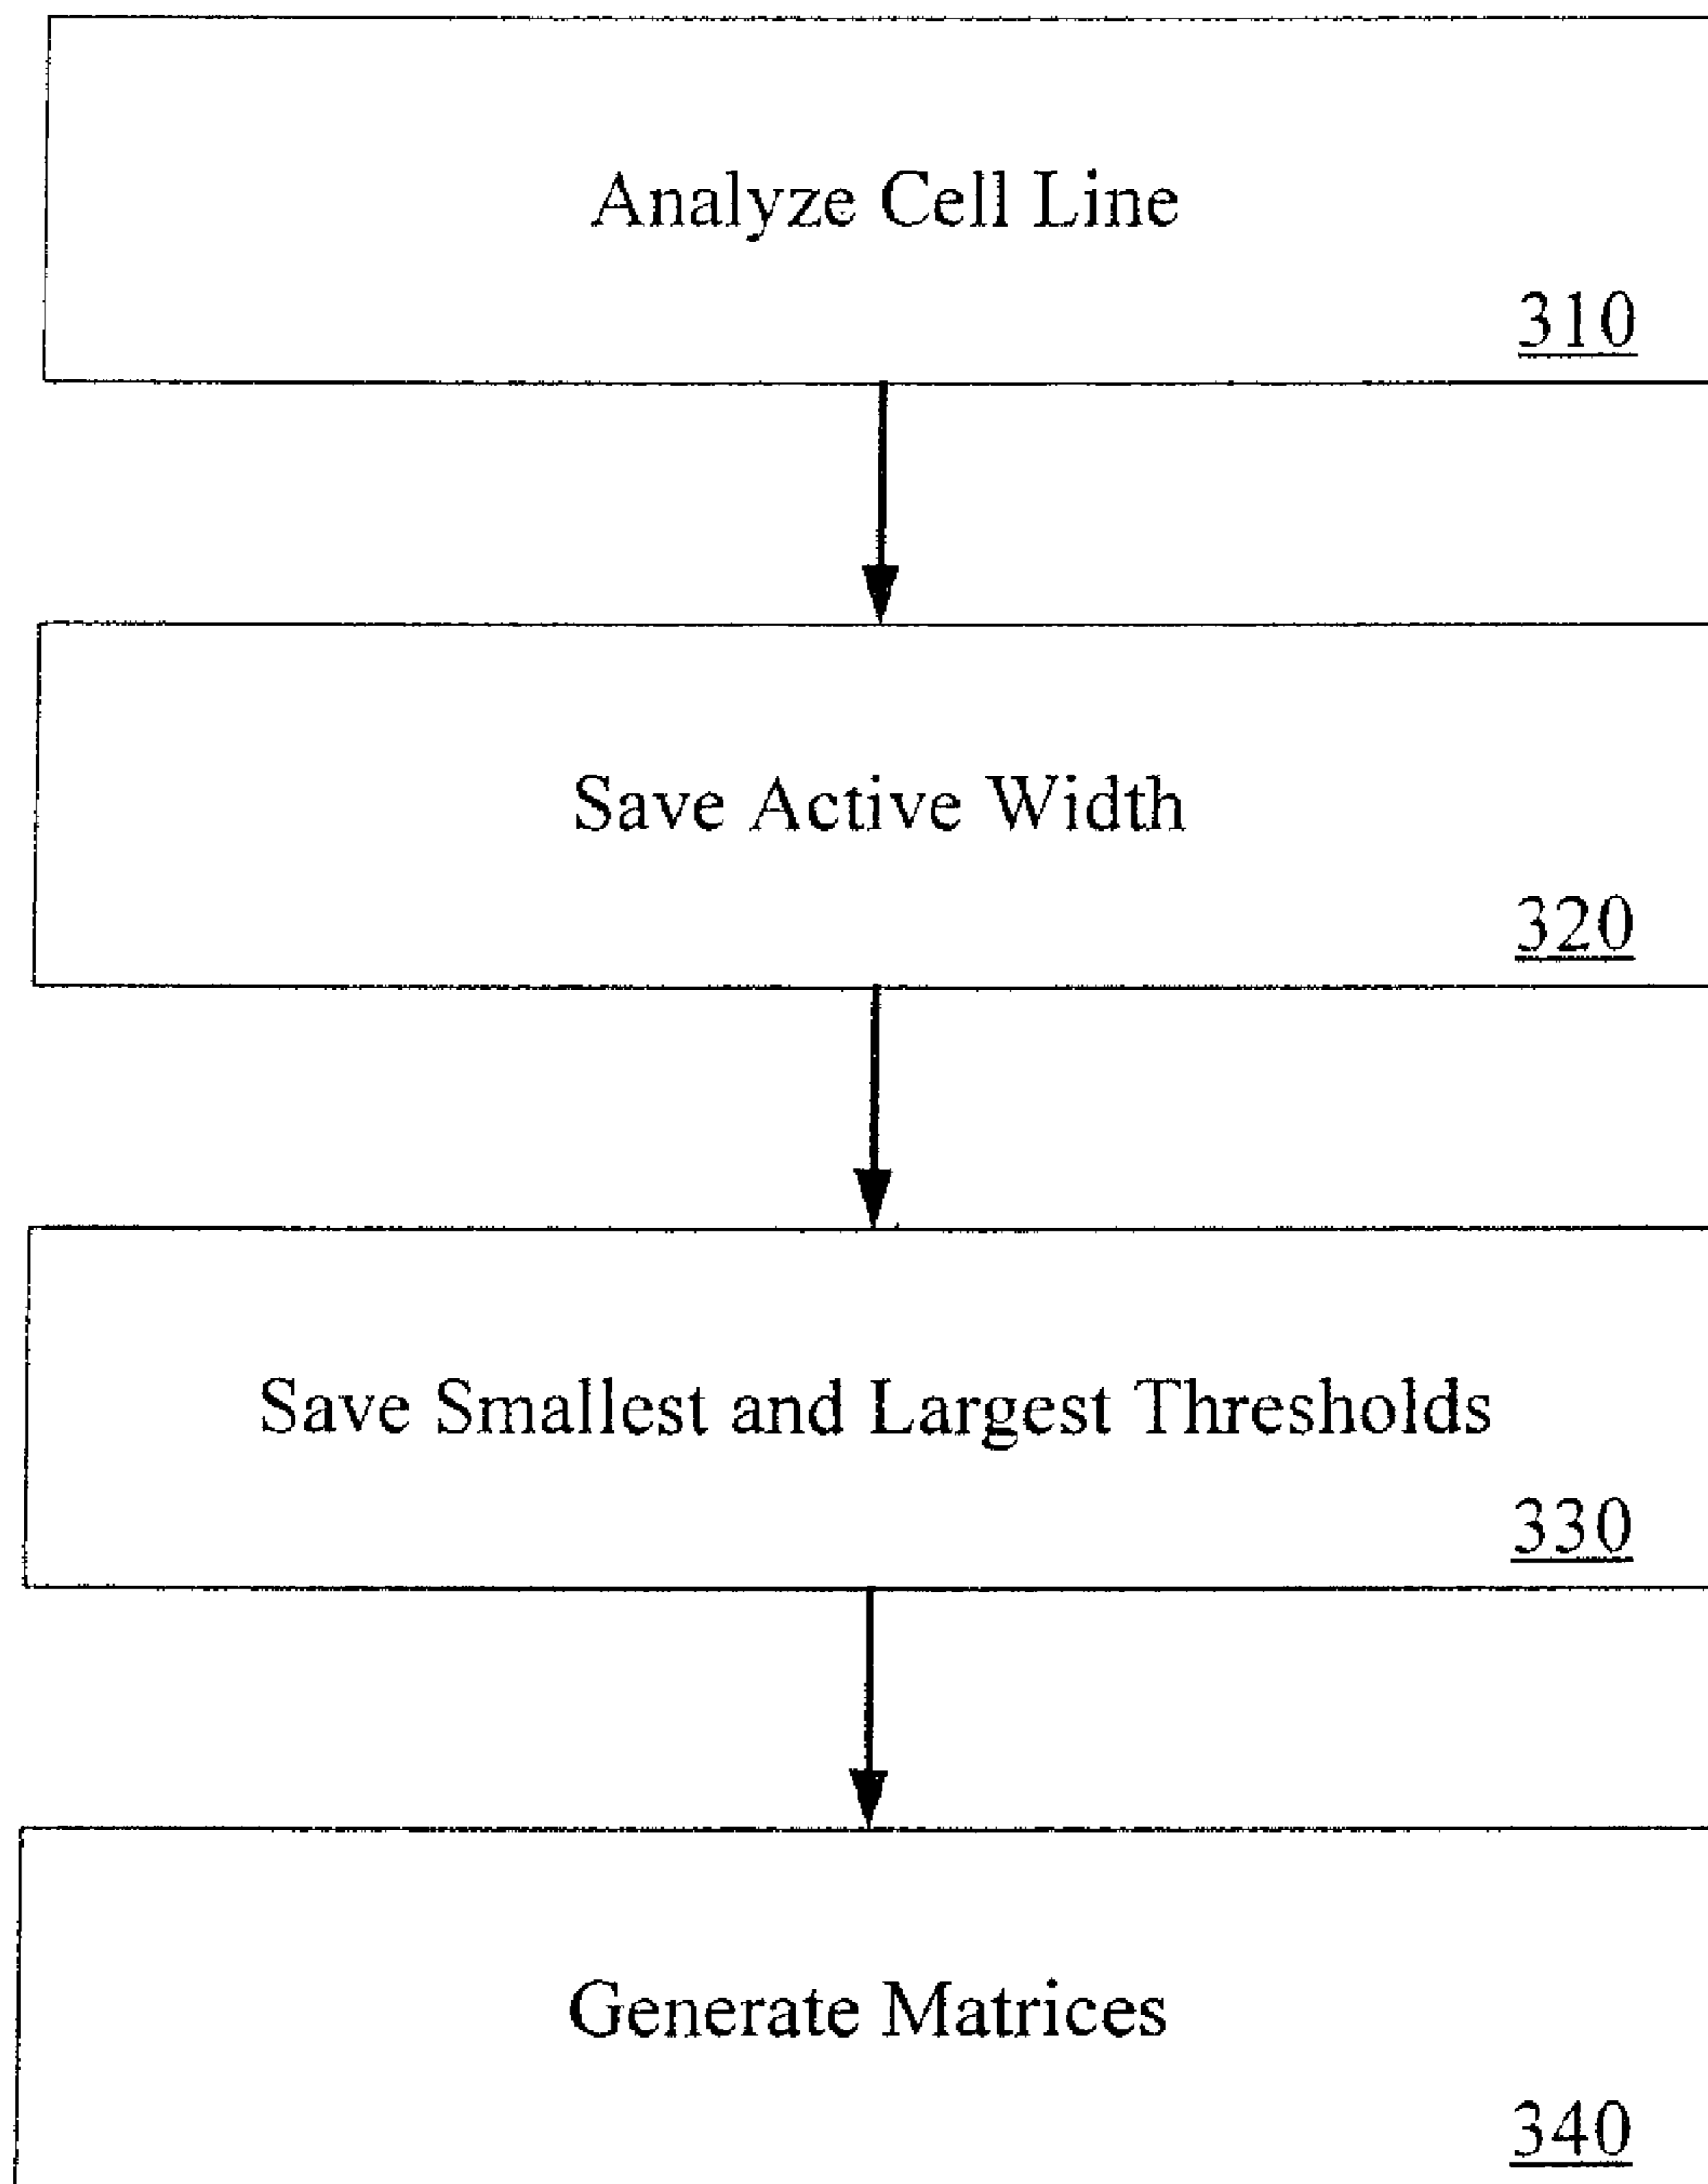 Analyze Cell Line
310
Save Active Width
320
Save Smallest and Largest Thresholds
330
Generate Matrices
340